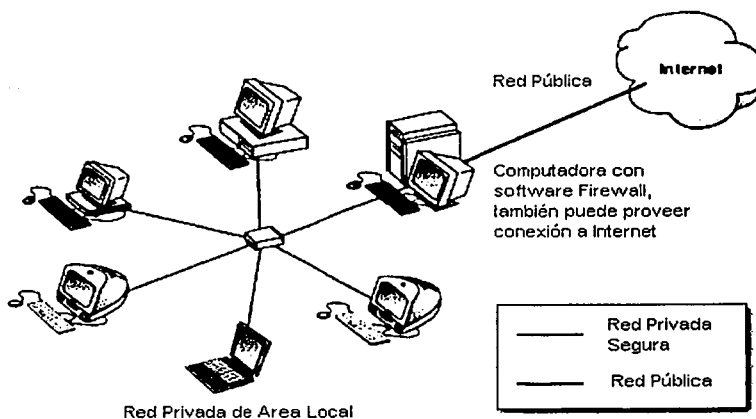 Internet
Red Pública
Computadora con
software Firewall,
también puede proveer
conexión a Internet
Red Privada
Segura
Red Pública
Red Privada de Area Local